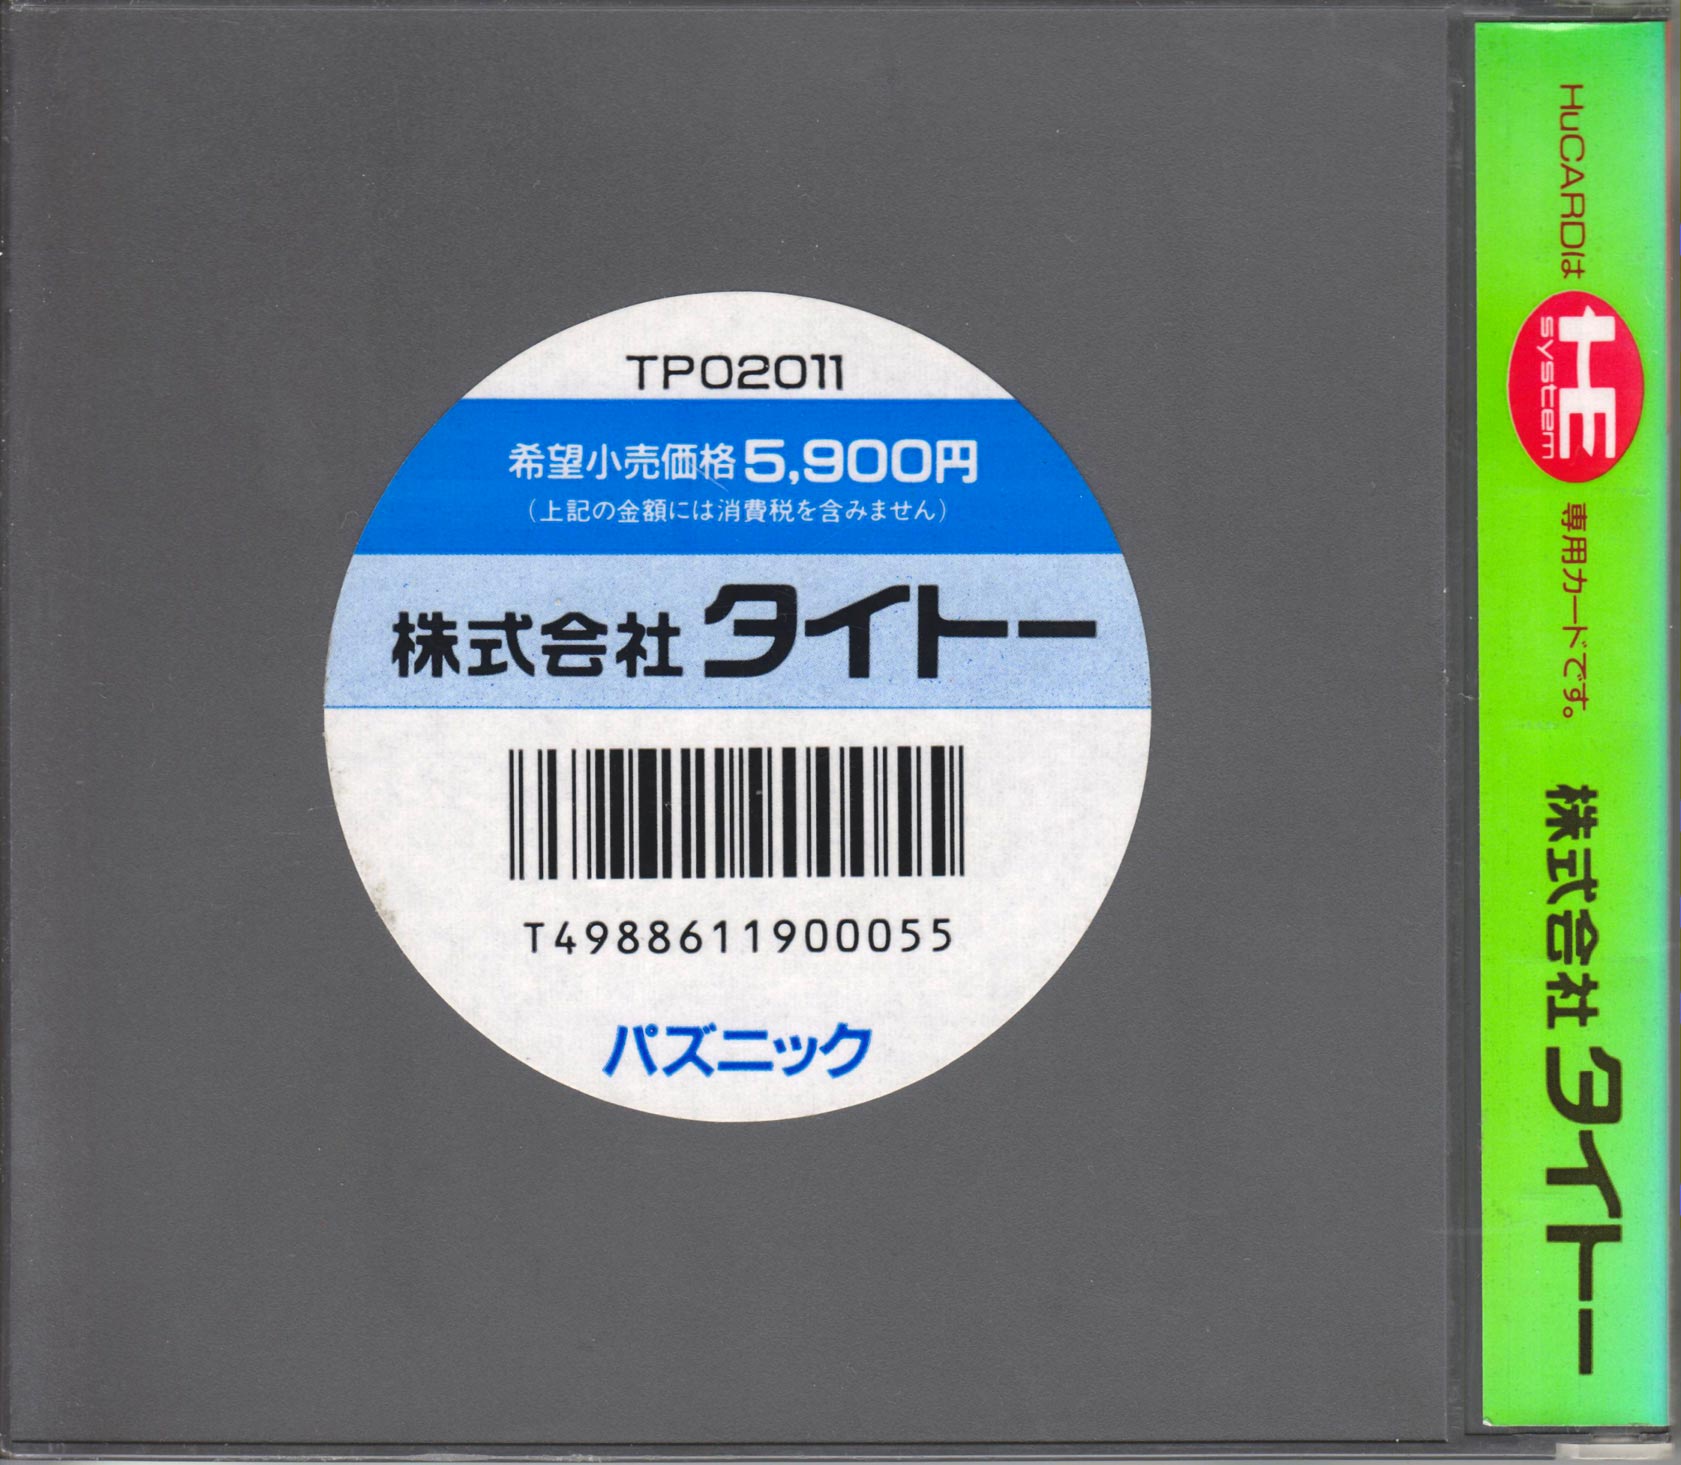 TP02011
希望小売価格5,900円
(上記の金額には消費税を含みません)
株式会社タイトー
T4988611900055
パズニック
HuCARDは HE system 専用カードです。 株式会社タイトー